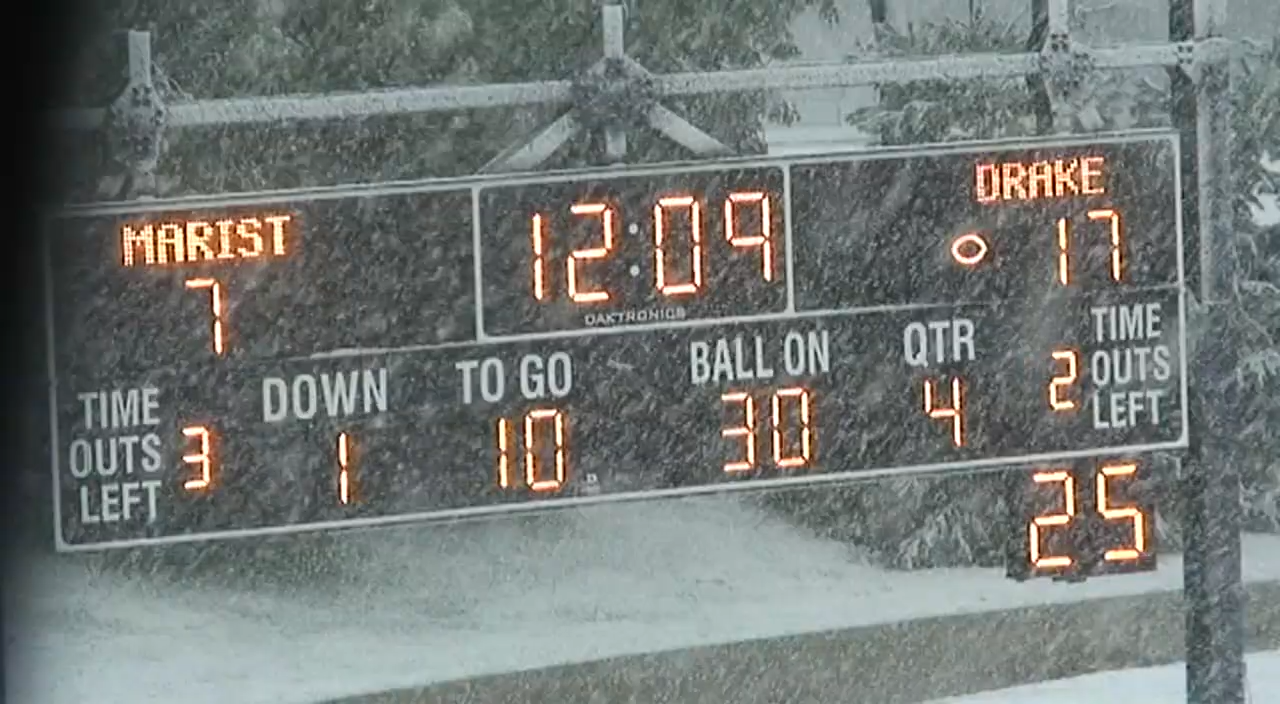 MARIST
7
12:09
DAKTRONICS
DRAKE
17
TIME
OUTS
LEFT
3
DOWN
1
TO GO
10
BALL ON
30
QTR
4
2
TIME
OUTS
LEFT
25